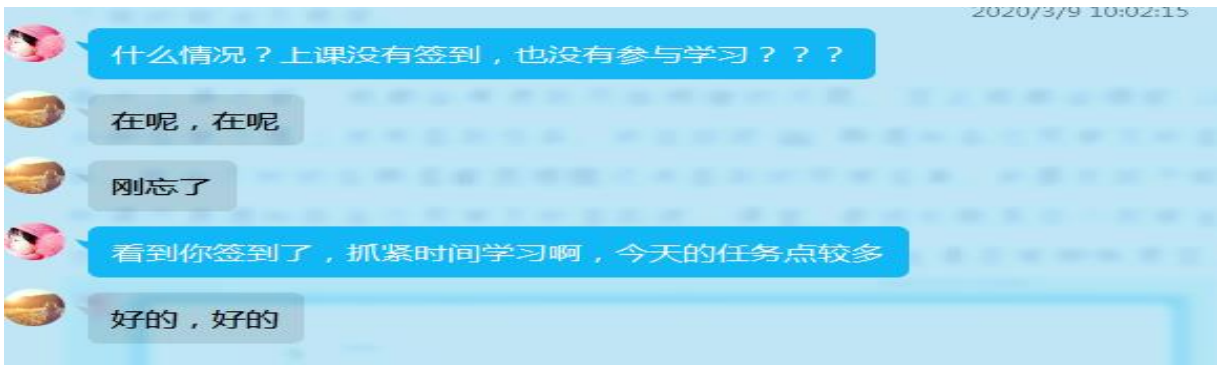 2020/3/9 10:02:15
什么情况？上课没有签到，也没有参与学习？？？
在呢，在呢
刚忘了
看到你签到了，抓紧时间学习啊，今天的任务点较多
好的，好的